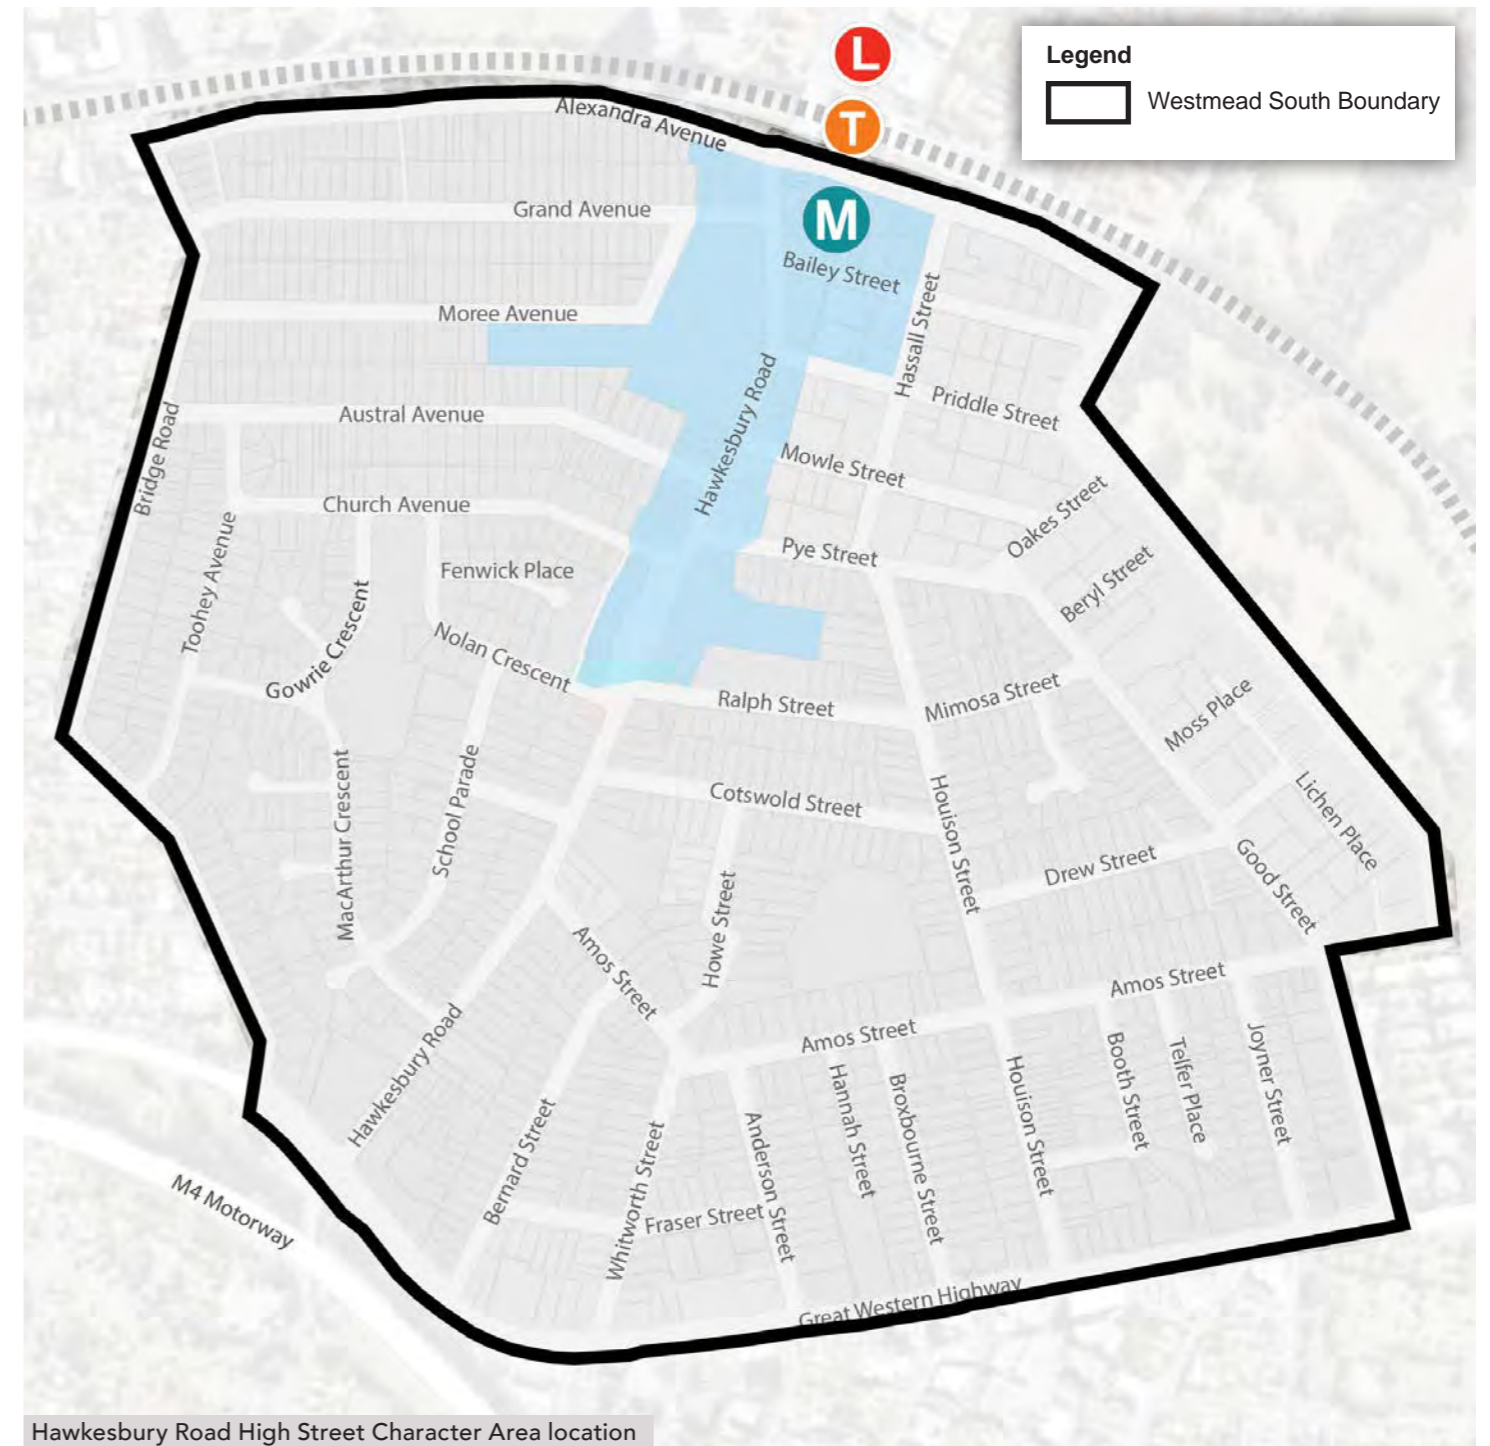 L
Legend
Westmead South Boundary
T
Alexandra Avenue
Grand Avenue
M
Bailey Street
Moree Avenue
Hassall Street
Hawkesbury Road
Priddle Street
Austral Avenue
Bridge Road
Mowle Street
Church Avenue
Oakes Street
Toohey Avenue
Pye Street
Fenwick Place
Beryl Street
Gowrie Crescent
Nolan Crescent
Ralph Street
Mimosa Street
Moss Place
MacArthur Crescent
School Parade
Cotswold Street
Houison Street
Lichen Place
Drew Street
Good Street
Howe Street
Amos Street
Amos Street
Amos Street
Hawkesbury Road
Hannah Street
Broxbourne Street
Houison Street
Booth Street
Telfer Place
Joyner Street
Bernard Street
Whitworth Street
Anderson Street
Fraser Street
M4 Motorway
Great Western Highway
Hawkesbury Road High Street Character Area location